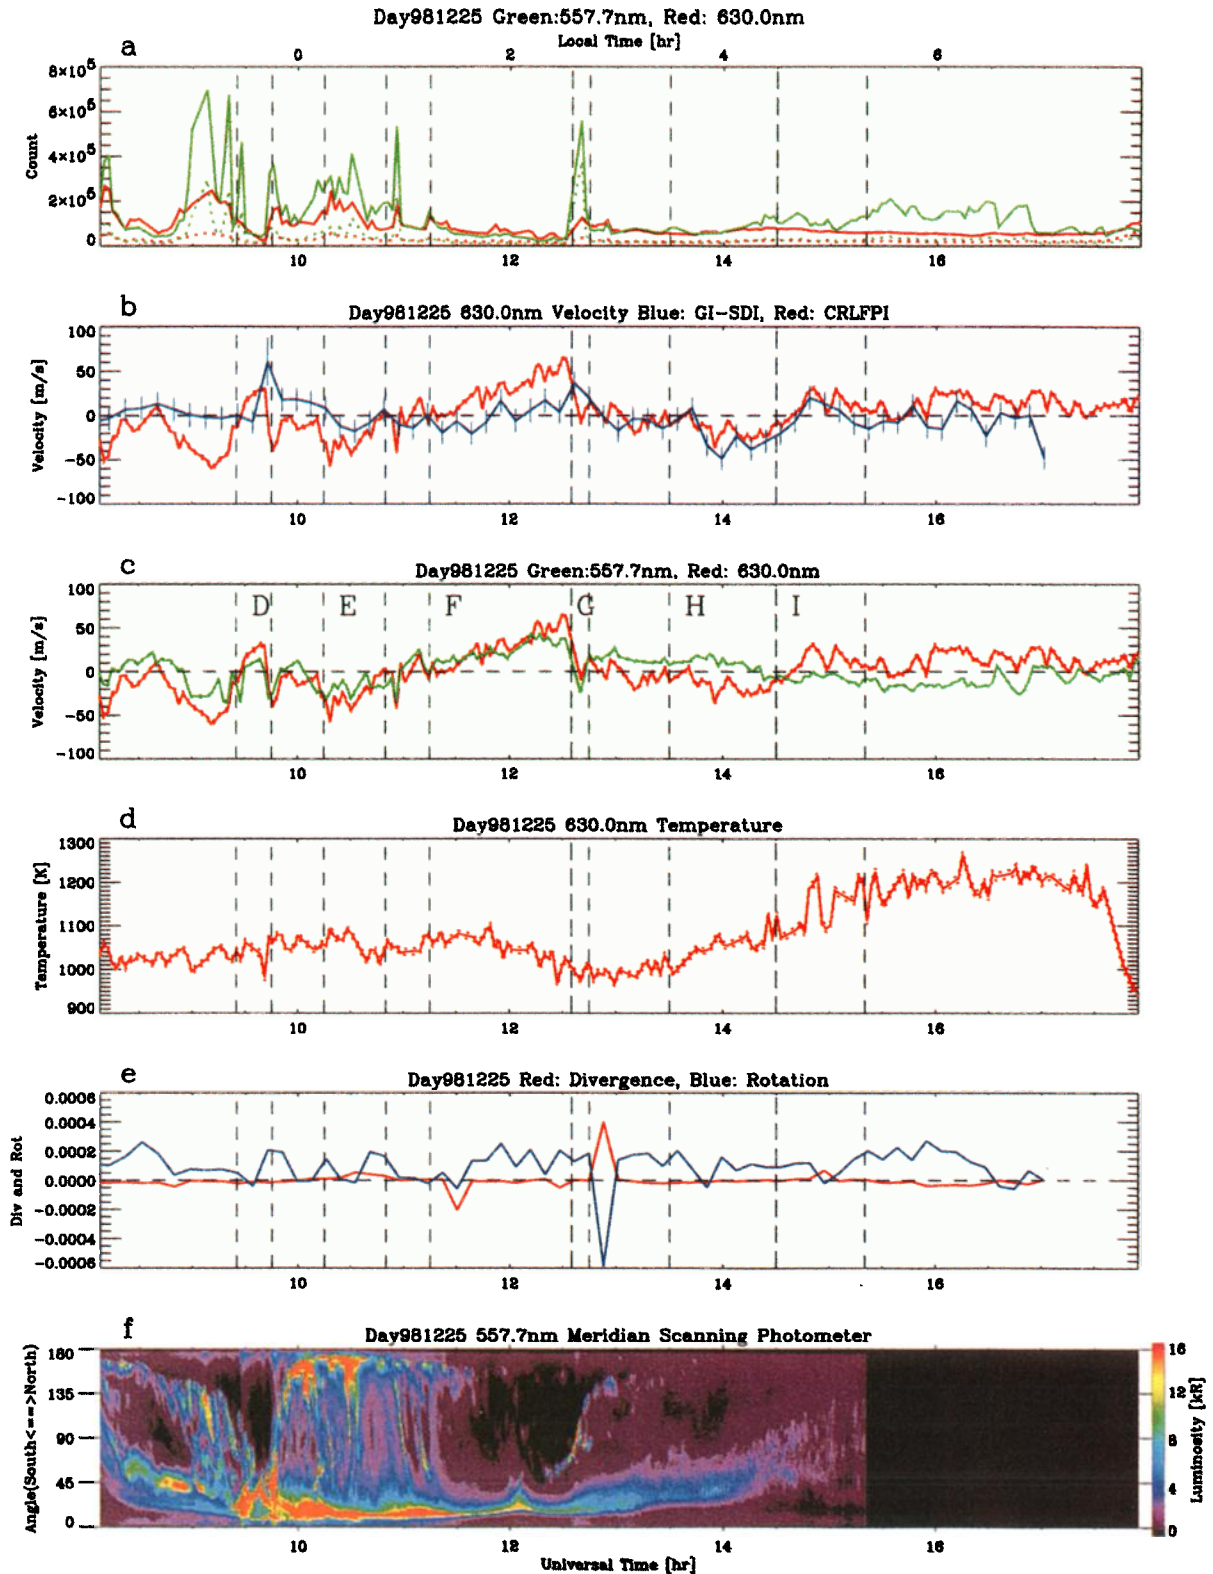 Day981225 Green:557.7nm, Red: 630.0nm
a
Local Time [hr]
0 2 4 6
8×10⁵
6×10⁵
4×10⁵
2×10⁵
0
Count
10 12 14 16
b
Day981225 630.0nm Velocity Blue: GI-SDI, Red: CRLFPI
100
50
0
-50
-100
Velocity [m/s]
10 12 14 16
c
Day981225 Green:557.7nm, Red: 630.0nm
D E F G H I
100
50
0
-50
-100
Velocity [m/s]
10 12 14 16
d
Day981225 630.0nm Temperature
1300
1200
1100
1000
900
Temperature [K]
10 12 14 16
e
Day981225 Red: Divergence, Blue: Rotation
0.0006
0.0004
0.0002
0.0000
-0.0002
-0.0004
-0.0006
Div and Rot
10 12 14 16
f
Day981225 557.7nm Meridian Scanning Photometer
180
135
90
45
0
Angle(South<==>North)
16
12
8
4
0
Luminosity [kR]
10 12 14 16
Universal Time [hr]